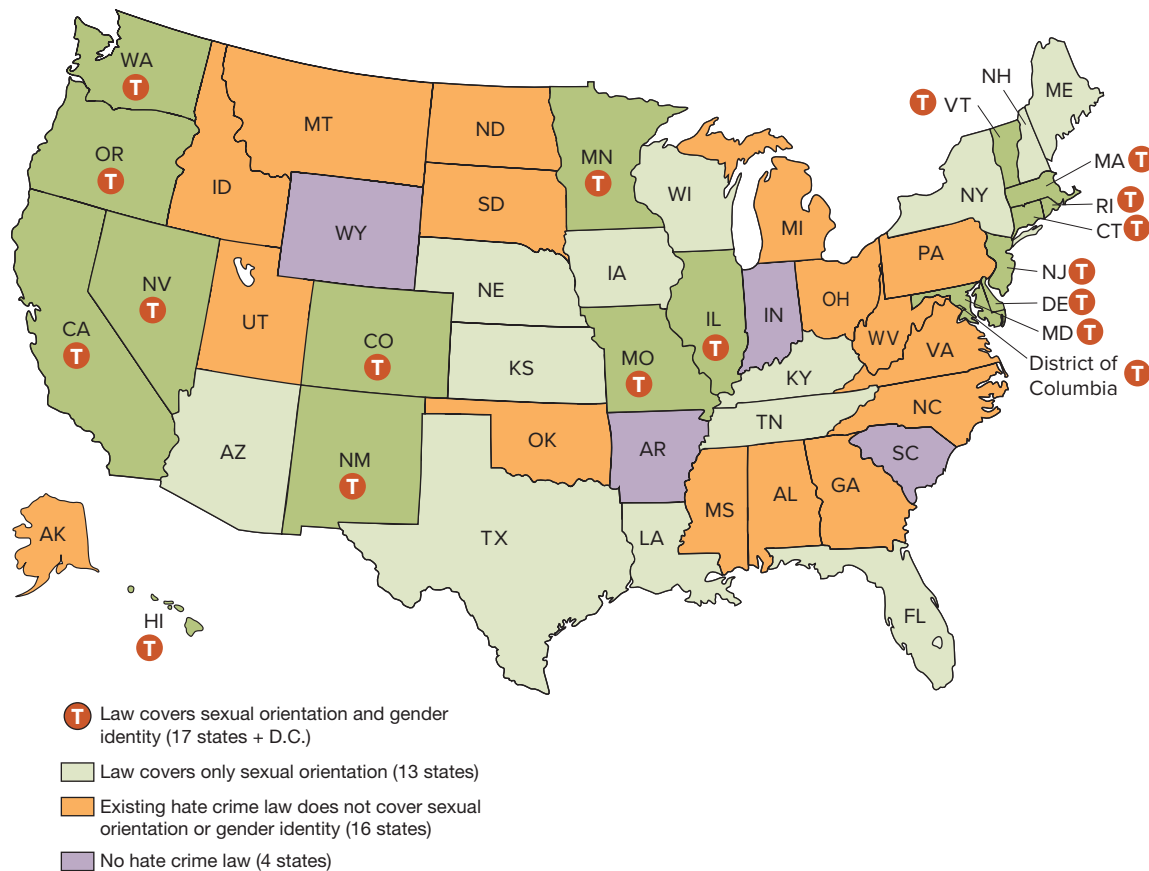 WA
T
OR
T
CA
T
NV
T
ID
MT
WY
UT
AZ
CO
T
NM
T
ND
SD
NE
KS
OK
TX
MN
T
IA
MO
T
AR
LA
WI
IL
T
IN
MI
OH
KY
TN
MS
AL
GA
FL
SC
NC
VA
WV
PA
NY
T VT
NH
ME
MA T
RI T
CT T
NJ T
DE T
MD T
District of
Columbia T
AK
HI
T
T Law covers sexual orientation and gender
identity (17 states + D.C.)
Law covers only sexual orientation (13 states)
Existing hate crime law does not cover sexual
orientation or gender identity (16 states)
No hate crime law (4 states)